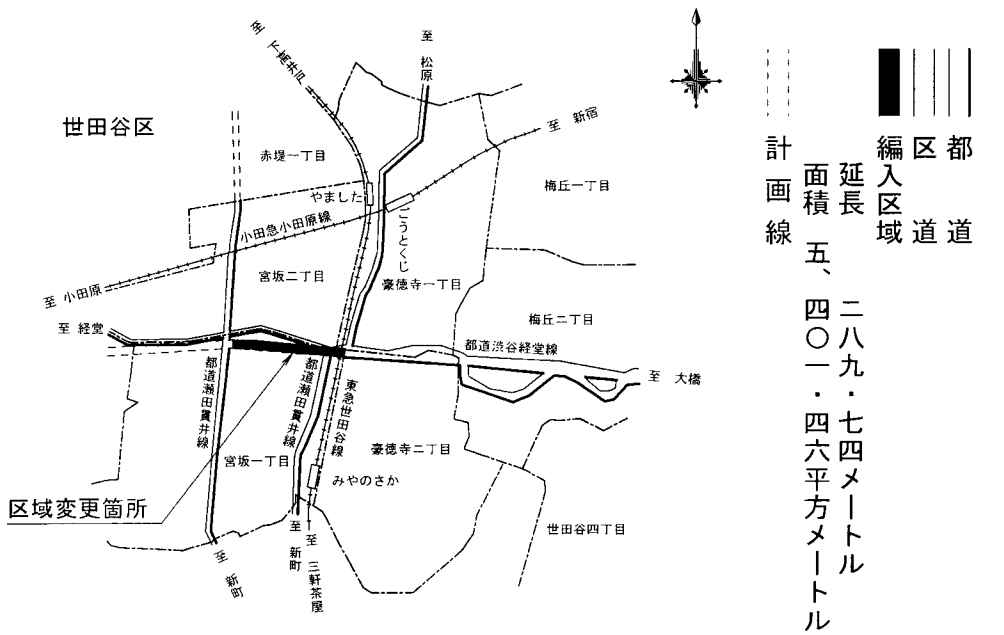 都道
区道
編入区域
延長　二八九・七四メートル
面積　五、四〇一・四六平方メートル
計画線
至 下高井戸
至 松原
至 新宿
世田谷区
赤堤一丁目
やました
梅丘一丁目
小田急小田原線
ごうとくじ
至 小田原
宮坂二丁目
豪徳寺一丁目
梅丘二丁目
至 経堂
都道渋谷経堂線
至 大橋
都道瀬田貫井線
都道瀬田貫井線
東急世田谷線
宮坂一丁目
豪徳寺二丁目
みやのさか
区域変更箇所
世田谷四丁目
至 新町
至 新町
至 三軒茶屋